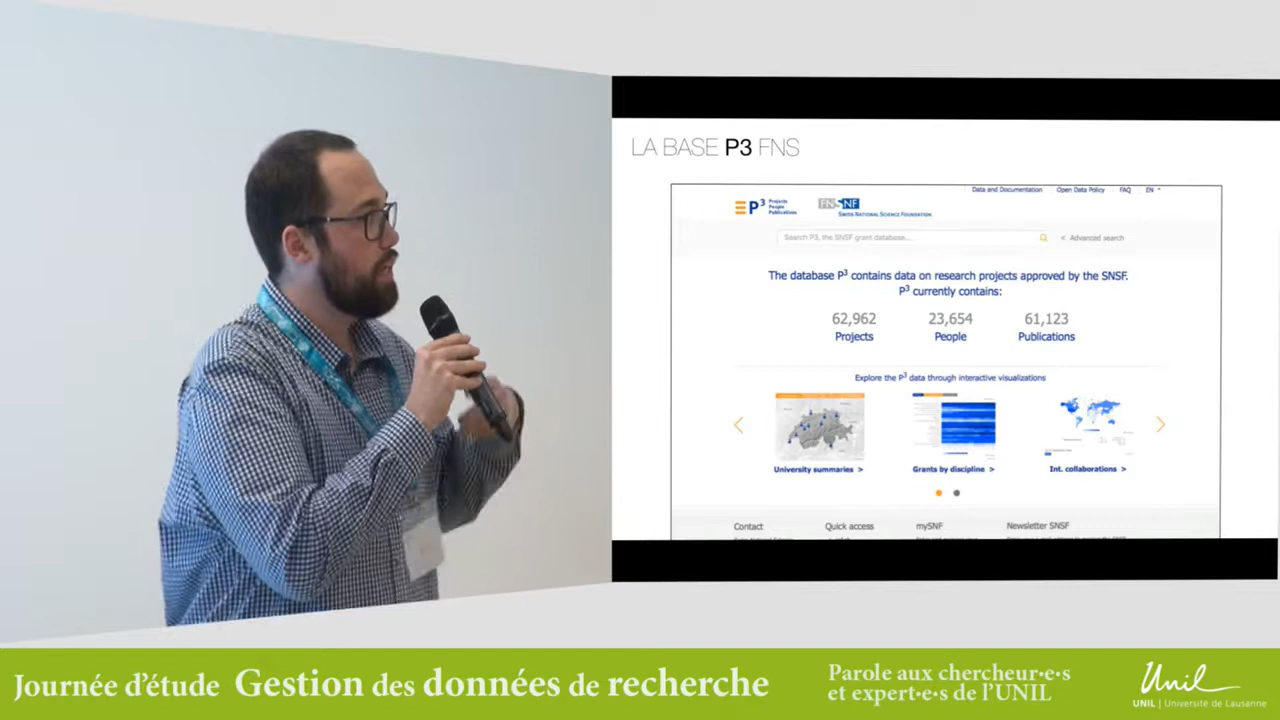 LA BASE P3 FNS
Data and Documentation Open Data Policy FAQ EN
P3 Projects People Publications
FNSNF
SWISS NATIONAL SCIENCE FOUNDATION
Search P3, the SNSF grant database...
< Advanced search
The database P3 contains data on research projects approved by the SNSF.
P3 currently contains:
62,962 23,654 61,123
Projects People Publications
Explore the P3 data through interactive visualizations
University summaries > Grants by discipline > Int. collaborations >
Contact Quick access mySNF Newsletter SNSF
Journée d'étude Gestion des données de recherche
Parole aux chercheur•e•s
et expert•e•s de l'UNIL
Unil
UNIL | Université de Lausanne